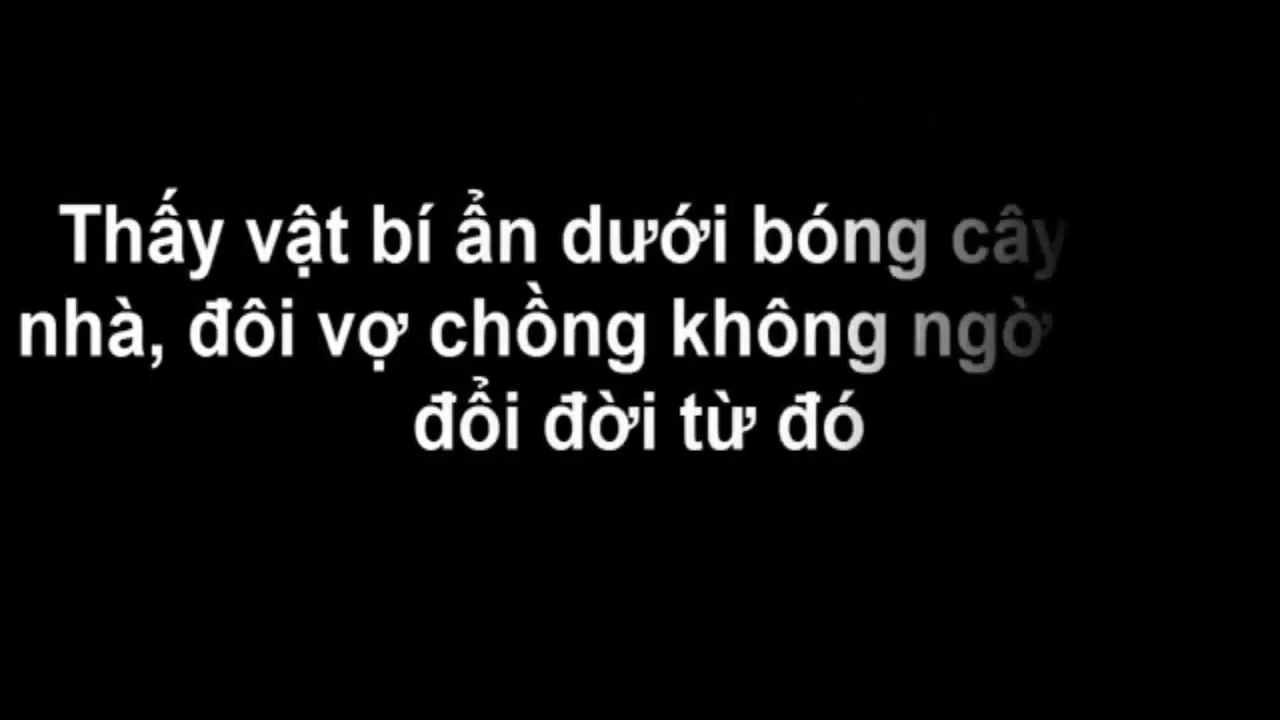 Thấy vật bí ẩn dưới bóng cây
nhà, đôi vợ chồng không ngờ
đổi đời từ đó